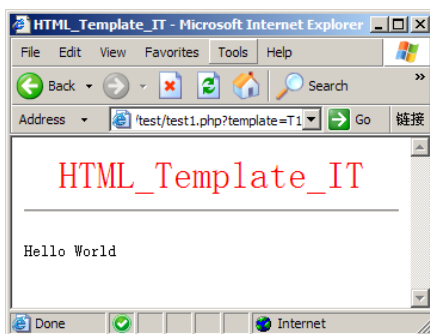 HTML_Template_IT - Microsoft Internet Explorer
File Edit View Favorites Tools Help
Back Search »
Address /test/test1.php?template=T1 Go 链接
HTML_Template_IT
Hello World
Done Internet